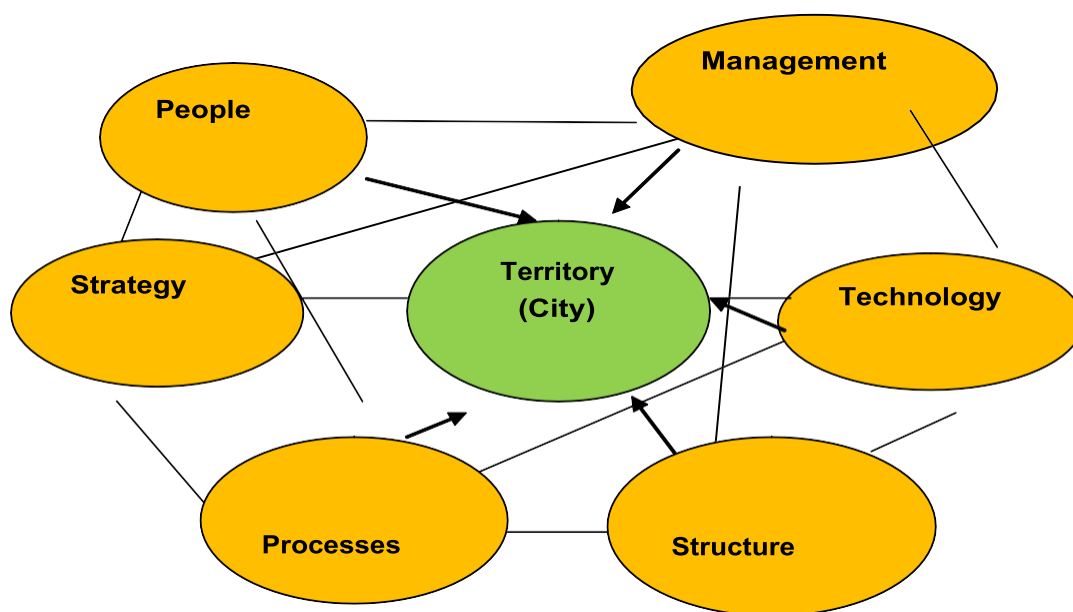 Management
People
Territory
(City)
Strategy
Technology
Processes
Structure